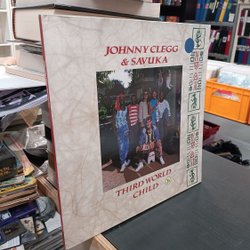 JOHNNY CLEGG
& SAVUKA
THIRD WORLD
CHILD